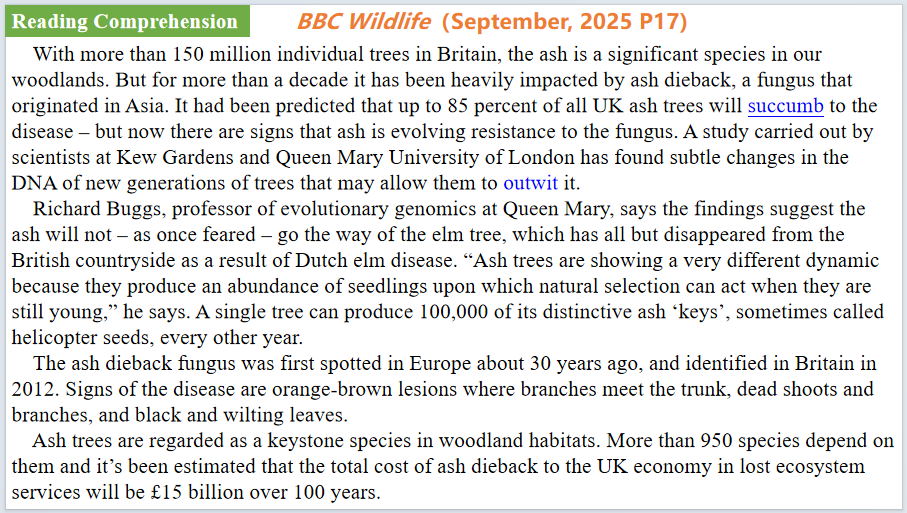 Reading Comprehension BBC Wildlife (September, 2025 P17)
With more than 150 million individual trees in Britain, the ash is a significant species in our
woodlands. But for more than a decade it has been heavily impacted by ash dieback, a fungus that
originated in Asia. It had been predicted that up to 85 percent of all UK ash trees will succumb to the
disease – but now there are signs that ash is evolving resistance to the fungus. A study carried out by
scientists at Kew Gardens and Queen Mary University of London has found subtle changes in the
DNA of new generations of trees that may allow them to outwit it.
Richard Buggs, professor of evolutionary genomics at Queen Mary, says the findings suggest the
ash will not – as once feared – go the way of the elm tree, which has all but disappeared from the
British countryside as a result of Dutch elm disease. “Ash trees are showing a very different dynamic
because they produce an abundance of seedlings upon which natural selection can act when they are
still young,” he says. A single tree can produce 100,000 of its distinctive ash ‘keys’, sometimes called
helicopter seeds, every other year.
The ash dieback fungus was first spotted in Europe about 30 years ago, and identified in Britain in
2012. Signs of the disease are orange-brown lesions where branches meet the trunk, dead shoots and
branches, and black and wilting leaves.
Ash trees are regarded as a keystone species in woodland habitats. More than 950 species depend on
them and it’s been estimated that the total cost of ash dieback to the UK economy in lost ecosystem
services will be £15 billion over 100 years.